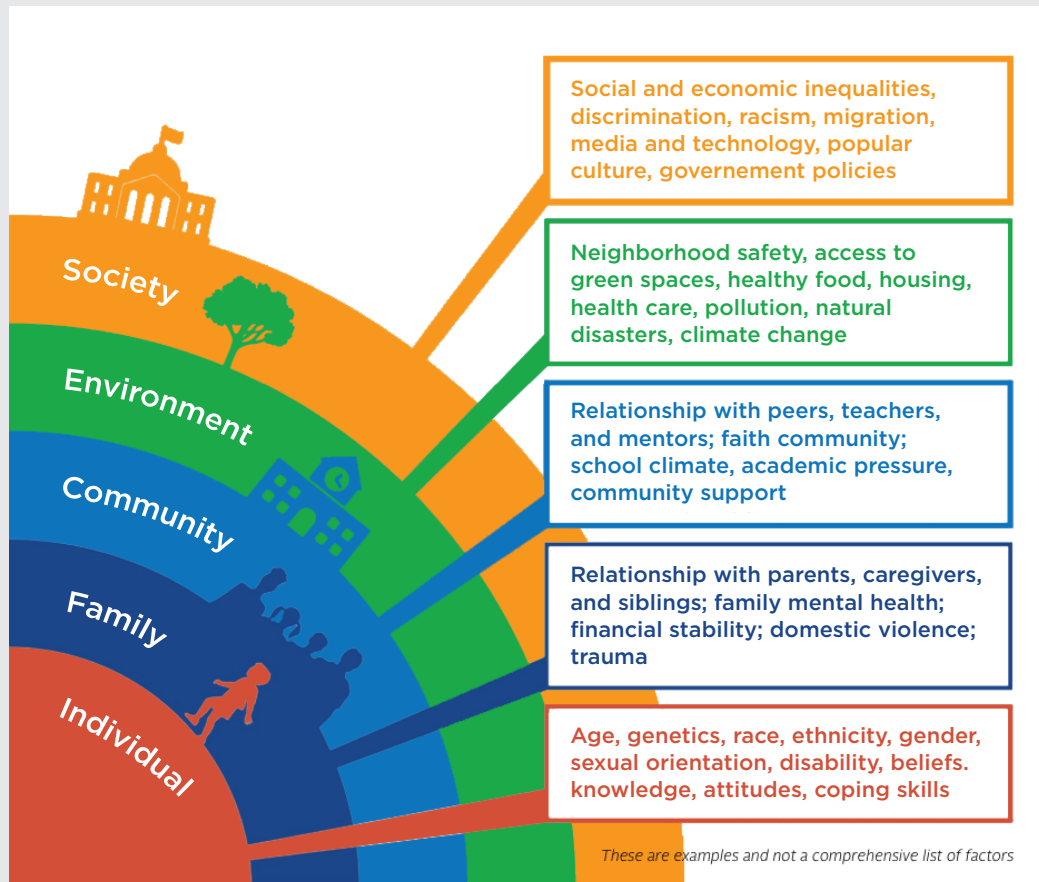 Social and economic inequalities,
discrimination, racism, migration,
media and technology, popular
culture, governement policies
Society
Neighborhood safety, access to
green spaces, healthy food, housing,
health care, pollution, natural
disasters, climate change
Environment
Relationship with peers, teachers,
and mentors; faith community;
school climate, academic pressure,
community support
Community
Relationship with parents, caregivers,
and siblings; family mental health;
financial stability; domestic violence;
trauma
Family
Age, genetics, race, ethnicity, gender,
sexual orientation, disability, beliefs.
knowledge, attitudes, coping skills
Individual
These are examples and not a comprehensive list of factors